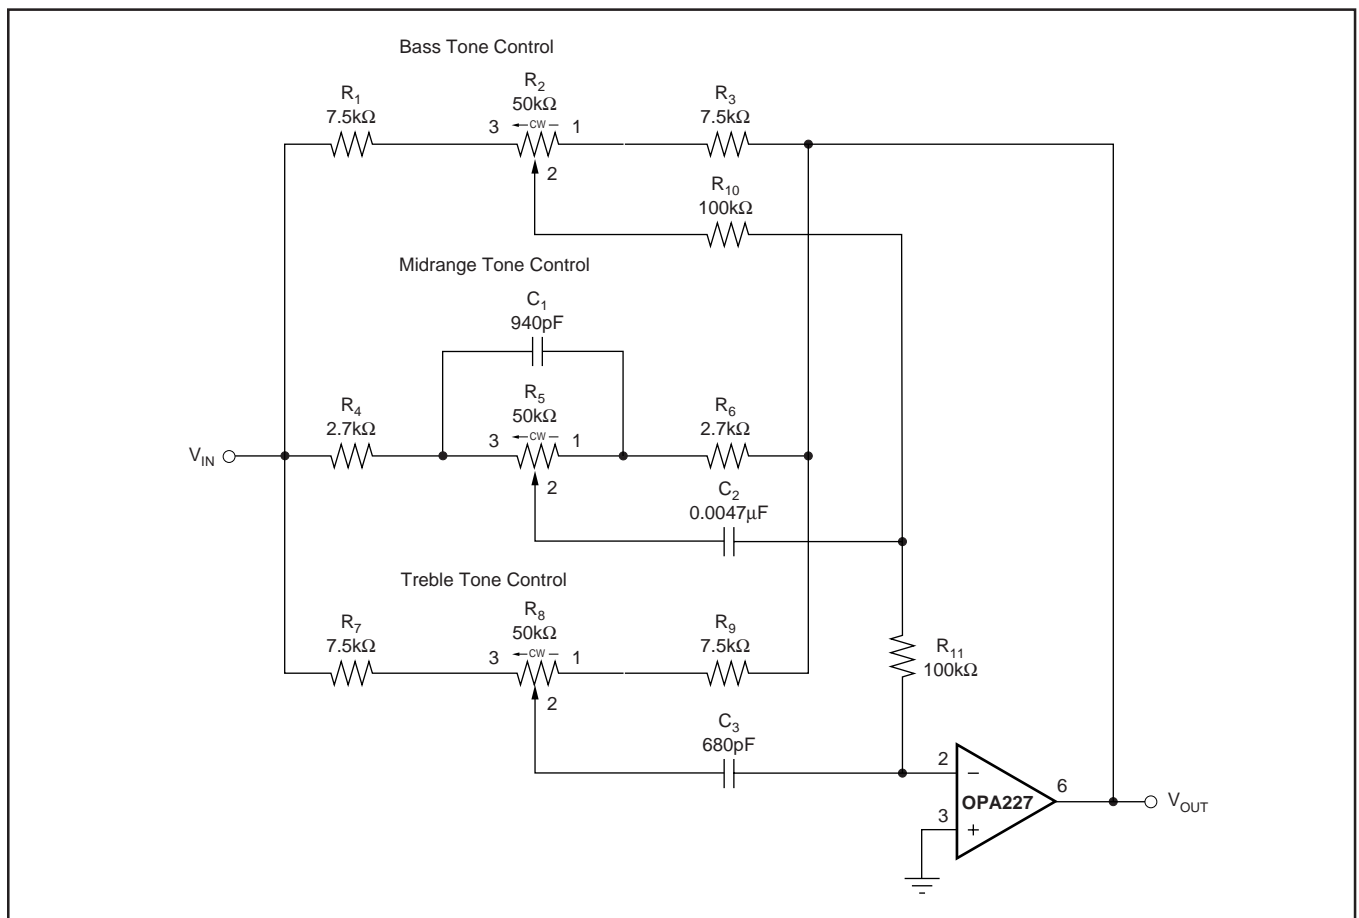 Bass Tone Control
R1
7.5kΩ
R2
50kΩ
R3
7.5kΩ
3
CW
1
2
R10
100kΩ
Midrange Tone Control
C1
940pF
R4
2.7kΩ
R5
50kΩ
R6
2.7kΩ
3
CW
1
VIN
2
C2
0.0047μF
Treble Tone Control
R7
7.5kΩ
R8
50kΩ
R9
7.5kΩ
3
CW
1
2
R11
100kΩ
C3
680pF
2
−
OPA227
6
VOUT
3
+